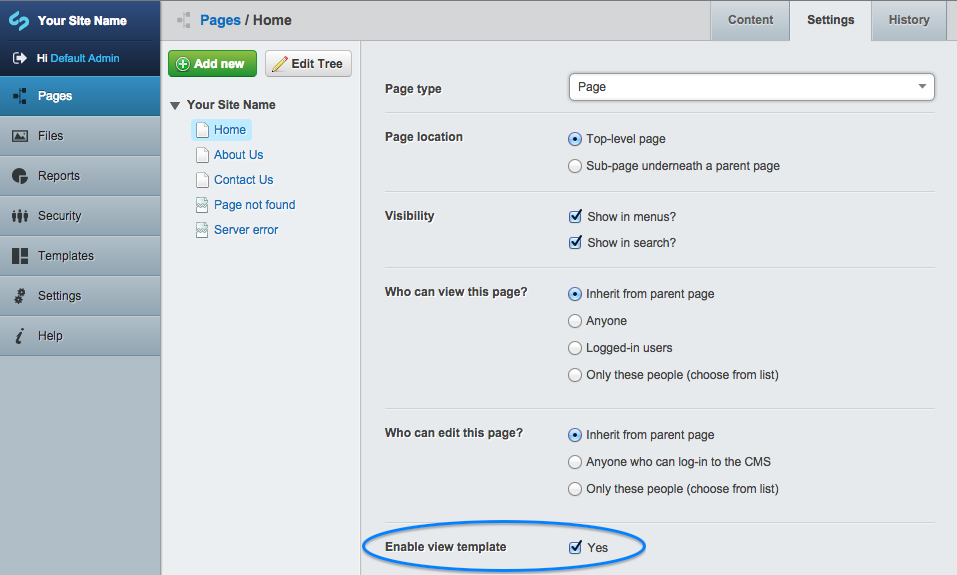 Your Site Name
Hi Default Admin
Pages
Files
Reports
Security
Templates
Settings
Help
Pages / Home
Content
Settings
History
Add new
Edit Tree
Your Site Name
Home
About Us
Contact Us
Page not found
Server error
Page type
Page
Page location
Top-level page
Sub-page underneath a parent page
Visibility
Show in menus?
Show in search?
Who can view this page?
Inherit from parent page
Anyone
Logged-in users
Only these people (choose from list)
Who can edit this page?
Inherit from parent page
Anyone who can log-in to the CMS
Only these people (choose from list)
Enable view template
Yes